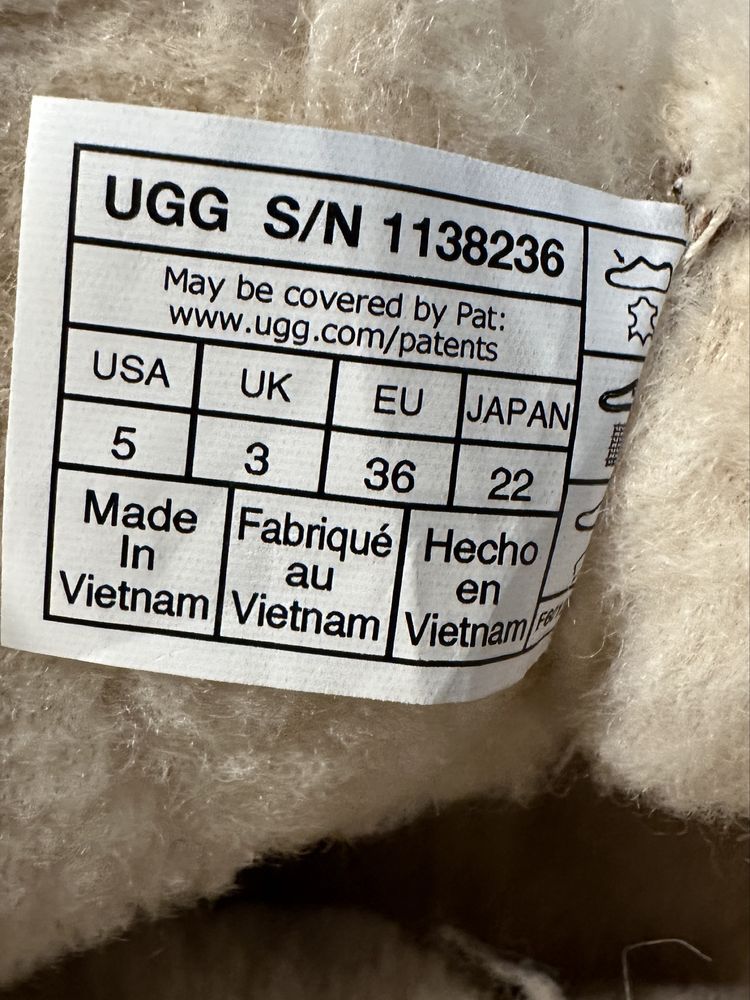 UGG S/N 1138236
May be covered by Pat:
www.ugg.com/patents
USA UK EU JAPAN
5 3 36 22
Made
In
Vietnam
Fabriqué
au
Vietnam
Hecho
en
Vietnam